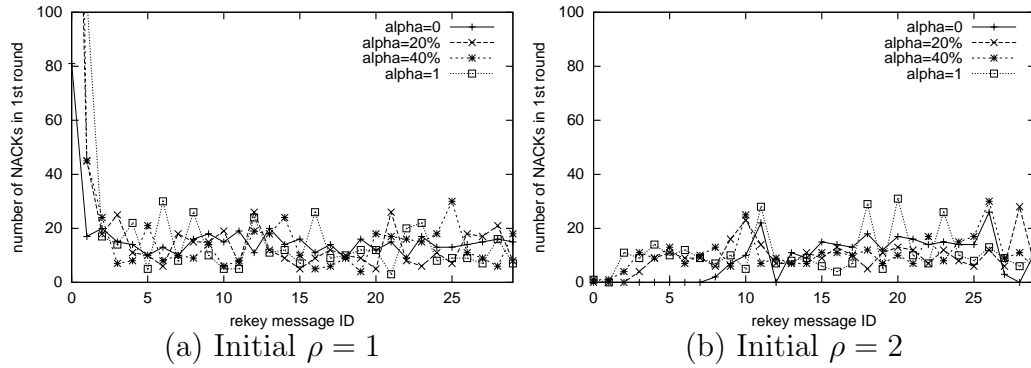 number of NACKs in 1st round
100
80
60
40
20
0
alpha=0
alpha=20%
alpha=40%
alpha=1
0 5 10 15 20 25
rekey message ID
(a) Initial ρ = 1
number of NACKs in 1st round
100
80
60
40
20
0
alpha=0
alpha=20%
alpha=40%
alpha=1
0 5 10 15 20 25
rekey message ID
(b) Initial ρ = 2